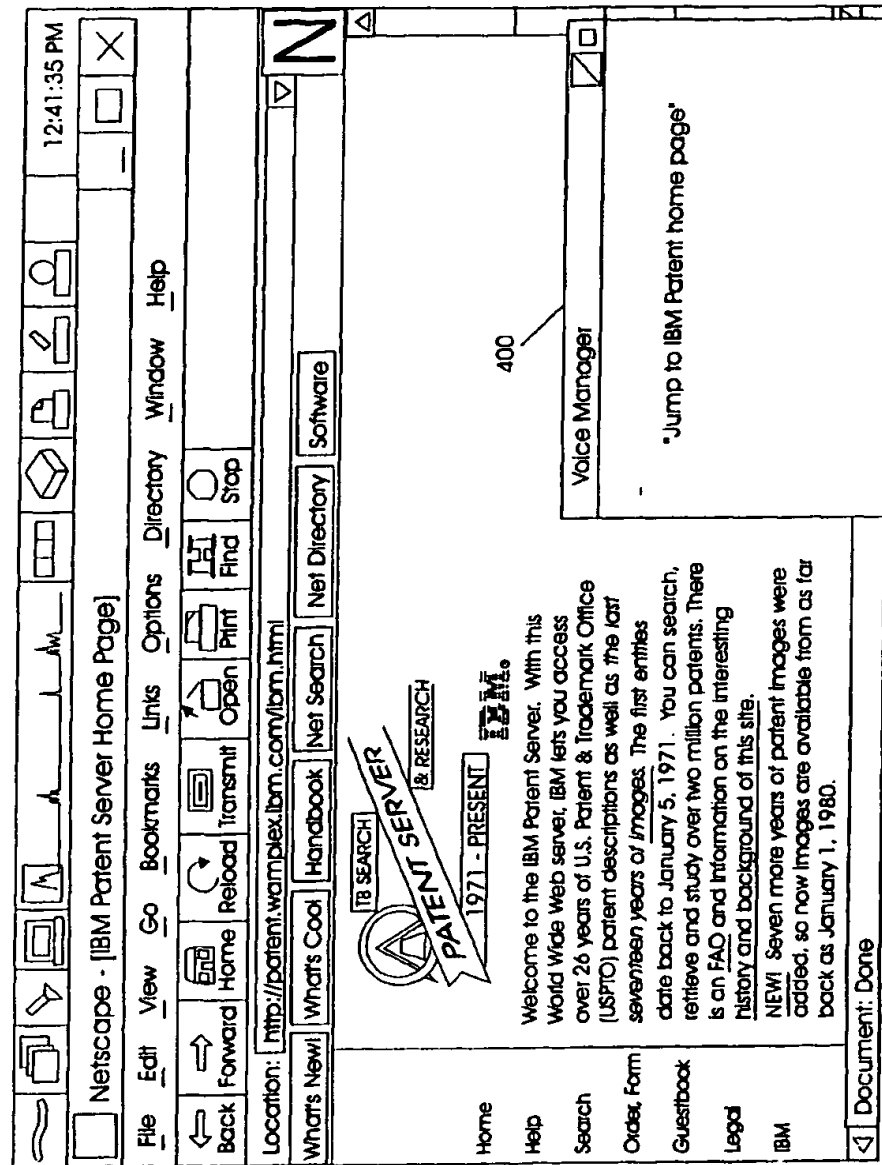 12:41:35 PM
Netscape - [IBM Patent Server Home Page]
File Edit View Go Bookmarks Links Options Directory Window Help
Back Forward Home Reload Transmit Open Print Find Stop
Location: http://patent.wamplex.ibm.com/ibm.html
N
What's New! What's Cool Handbook Net Search Net Directory Software
TB SEARCH
PATENT SERVER
& RESEARCH
1971 - PRESENT
IBM
Home
Help
Search
Order, Form
Guestbook
Legal
IBM
Welcome to the IBM Patent Server. With this
World Wide Web server, IBM lets you access
over 26 years of U.S. Patent & Trademark Office
(USPTO) patent descriptions as well as the last
seventeen years of images. The first entries
date back to January 5, 1971. You can search,
retrieve and study over two million patents. There
is an FAO and information on the interesting
history and background of this site.
NEW! Seven more years of patent images were
added, so now images are available from as far
back as January 1, 1980.
400
Voice Manager
"Jump to IBM Patent home page"
Document: Done